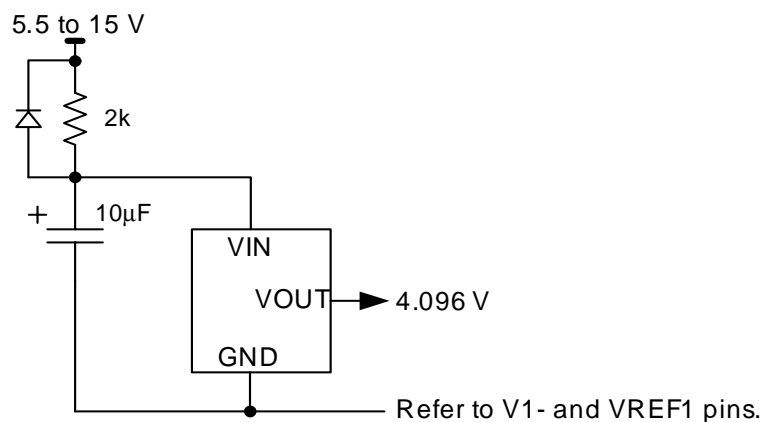 5.5 to 15 V
2k
+
10μF
VIN
VOUT
4.096 V
GND
Refer to V1- and VREF1 pins.